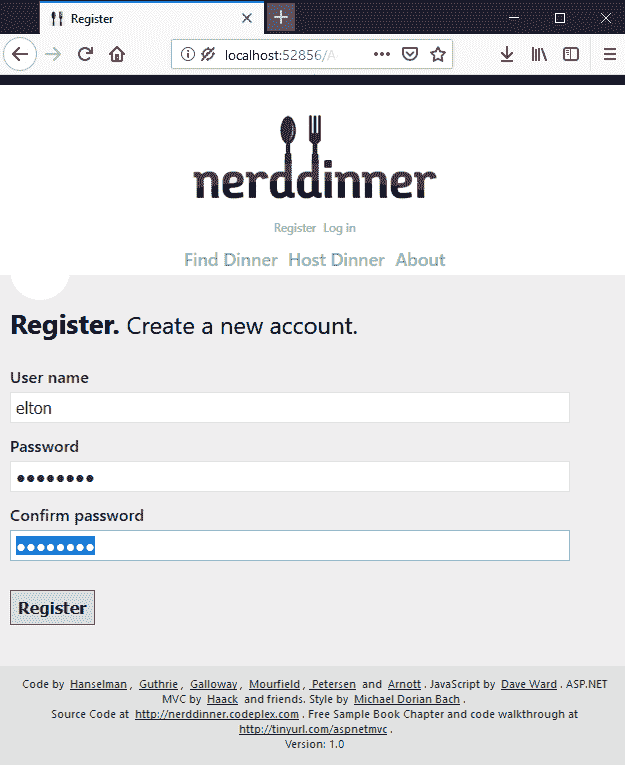 Register
localhost:52856/A
nerddinner
Register Log in
Find Dinner Host Dinner About
Register. Create a new account.
User name
elton
Password
●●●●●●●●
Confirm password
●●●●●●●●
Register
Code by Hanselman , Guthrie , Galloway , Mourfield , Petersen and Arnott . JavaScript by Dave Ward . ASP.NET
MVC by Haack and friends. Style by Michael Dorian Bach .
Source Code at http://nerddinner.codeplex.com . Free Sample Book Chapter and code walkthrough at
http://tinyurl.com/aspnetmvc .
Version: 1.0